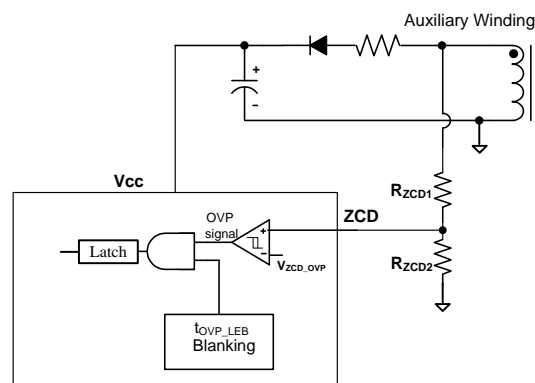 Auxiliary Winding
+
−
Vcc
R_ZCD1
OVP
signal
ZCD
+
−
V_ZCD_OVP
Latch
R_ZCD2
t_OVP_LEB
Blanking